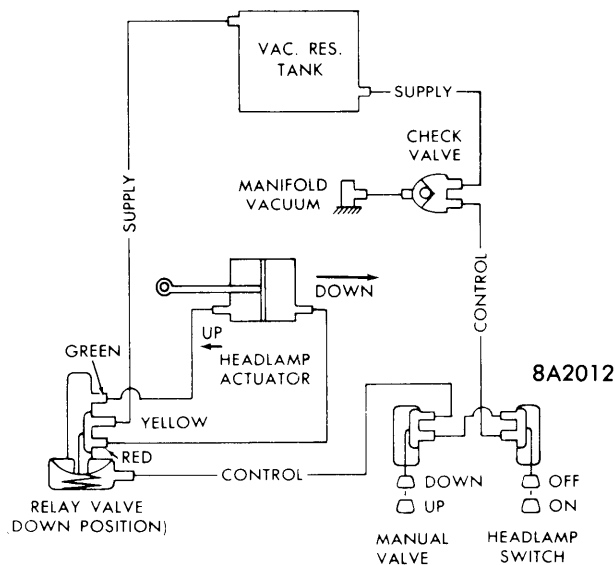 VAC. RES.
TANK
SUPPLY
CHECK
VALVE
MANIFOLD
VACUUM
SUPPLY
CONTROL
DOWN
UP
HEADLAMP
ACTUATOR
GREEN
YELLOW
RED
8A2012
CONTROL
RELAY VALVE
DOWN POSITION)
DOWN
UP
MANUAL
VALVE
OFF
ON
HEADLAMP
SWITCH